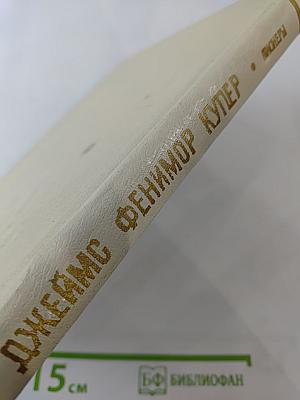 ДЖЕЙМС ФЕНИМОР КУПЕР • ПИОНЕРЫ
15 см
БФ БИБЛИОФАН